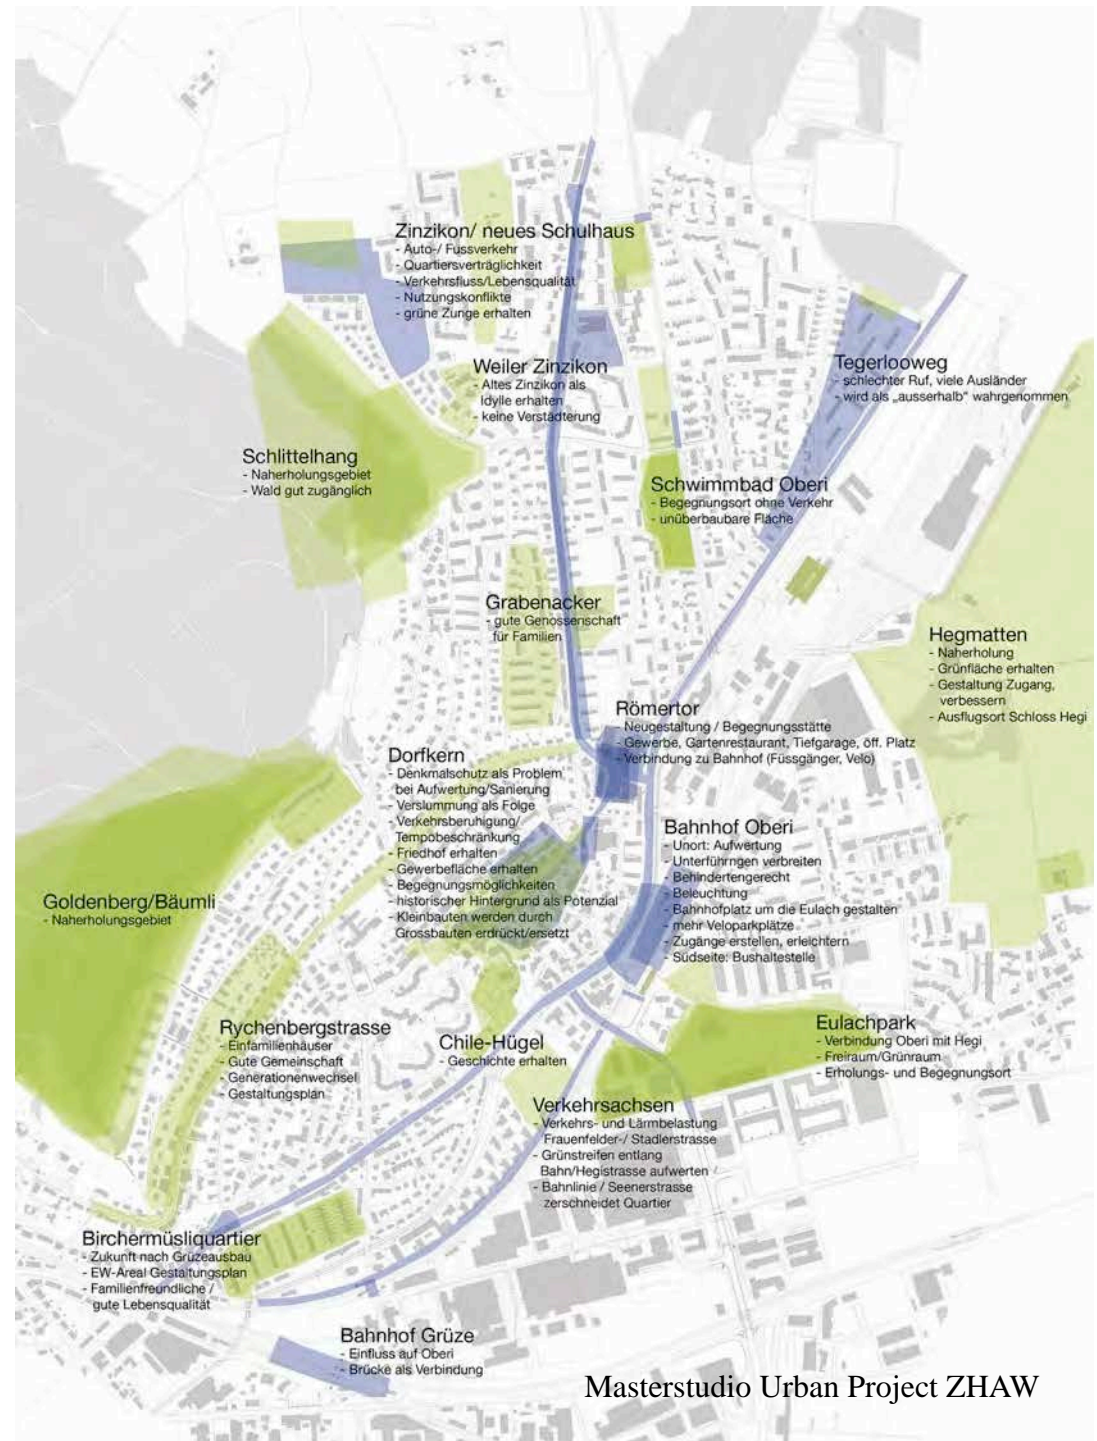 Zinzikon/ neues Schulhaus
- Auto-/ Fussverkehr
- Quartiersverträglichkeit
- Verkehrsfluss/Lebensqualität
- Nutzungskonflikte
- grüne Zunge erhalten
Weiler Zinzikon
- Altes Zinzikon als
Idylle erhalten
- keine Verstädterung
Tegerlooweg
- schlechter Ruf, viele Ausländer
- wird als „ausserhalb“ wahrgenommen
Schlittelhang
- Naherholungsgebiet
- Wald gut zugänglich
Schwimmbad Oberi
- Begegnungsort ohne Verkehr
- unüberbaubare Fläche
Grabenacker
- gute Genossenschaft
für Familien
Hegmatten
- Naherholung
- Grünfläche erhalten
- Gestaltung Zugang,
verbessern
- Ausflugsort Schloss Hegi
Römertor
- Neugestaltung / Begegnungsstätte
- Gewerbe, Gartenrestaurant, Tiefgarage, öff. Platz
- Verbindung zu Bahnhof (Füssgänger, Velo)
Dorfkern
- Denkmalschutz als Problem
bei Aufwertung/Sanierung
- Verslummung als Folge
- Verkehrsberuhigung/
Tempobeschränkung
- Friedhof erhalten
- Gewerbefläche erhalten
- Begegnungsmöglichkeiten
- historischer Hintergrund als Potenzial
- Kleinbauten werden durch
Grossbauten erdrückt/ersetzt
Bahnhof Oberi
- Unort: Aufwertung
- Unterführngen verbreiten
- Behindertengerecht
- Beleuchtung
- Bahnhofplatz um die Eulach gestalten
- mehr Veloparkplätze
- Zugänge erstellen, erleichtern
- Südseite: Bushaltestelle
Goldenberg/Bäumli
- Naherholungsgebiet
Rychenbergstrasse
- Einfamilienhäuser
- Gute Gemeinschaft
- Generationenwechsel
- Gestaltungsplan
Chile-Hügel
- Geschichte erhalten
Eulachpark
- Verbindung Oberi mit Hegi
- Freiraum/Grünraum
- Erholungs- und Begegnungsort
Verkehrsachsen
- Verkehrs- und Lärmbelastung
Frauenfelder-/ Stadlerstrasse
- Grünstreifen entlang
Bahn/Hegistrasse aufwerten
- Bahnlinie / Seenerstrasse
zerschneidet Quartier
Birchermüsliquartier
- Zukunft nach Grüzeausbau
- EW-Areal Gestaltungsplan
- Familienfreundliche /
gute Lebensqualität
Bahnhof Grüze
- Einfluss auf Oberi
- Brücke als Verbindung
Masterstudio Urban Project ZHAW